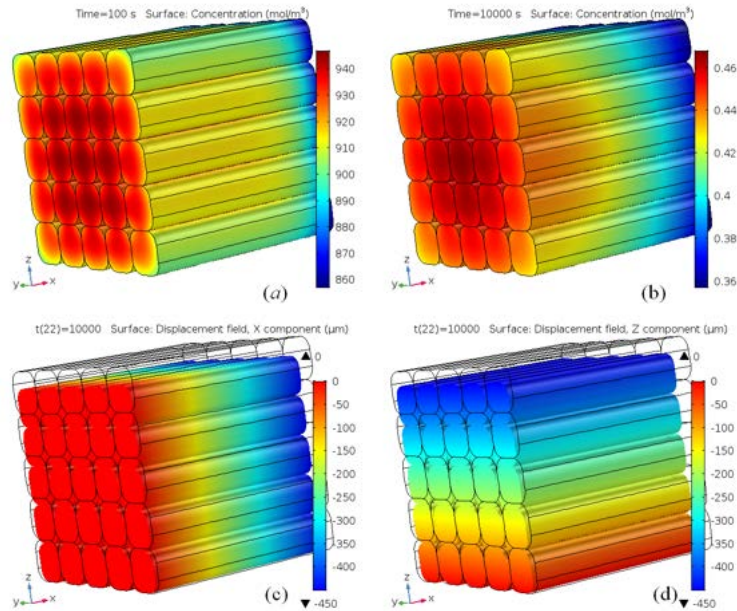 Time=100 s   Surface: Concentration (mol/m³)
940
930
920
910
900
890
880
870
860
z
y
x
(a)
Time=10000 s   Surface: Concentration (mol/m³)
0.46
0.44
0.42
0.4
0.38
0.36
z
y
x
(b)
t(22)=10000   Surface: Displacement field, X component (µm)
▲ 0
0
-50
-100
-150
-200
-250
-300
-350
-400
▼ -450
z
y
x
(c)
t(22)=10000   Surface: Displacement field, Z component (µm)
▲ 0
0
-50
-100
-150
-200
-250
-300
-350
-400
▼ -450
z
y
x
(d)